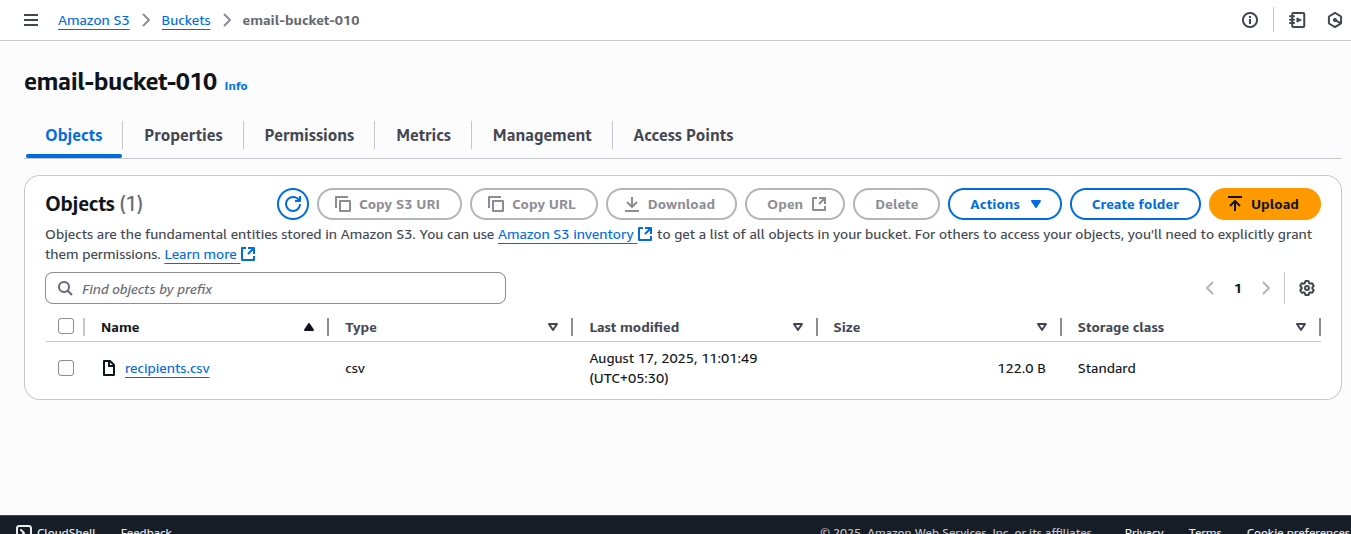 Amazon S3 > Buckets > email-bucket-010
email-bucket-010 Info
Objects Properties Permissions Metrics Management Access Points
Objects (1) Copy S3 URI Copy URL Download Open Delete Actions Create folder Upload
Objects are the fundamental entities stored in Amazon S3. You can use Amazon S3 inventory to get a list of all objects in your bucket. For others to access your objects, you'll need to explicitly grant
them permissions. Learn more
Find objects by prefix 1
Name Type Last modified Size Storage class
recipients.csv csv August 17, 2025, 11:01:49 122.0 B Standard
(UTC+05:30)
CloudShell Feedback © 2025, Amazon Web Services, Inc. or its affiliates. Privacy Terms Cookie preferences